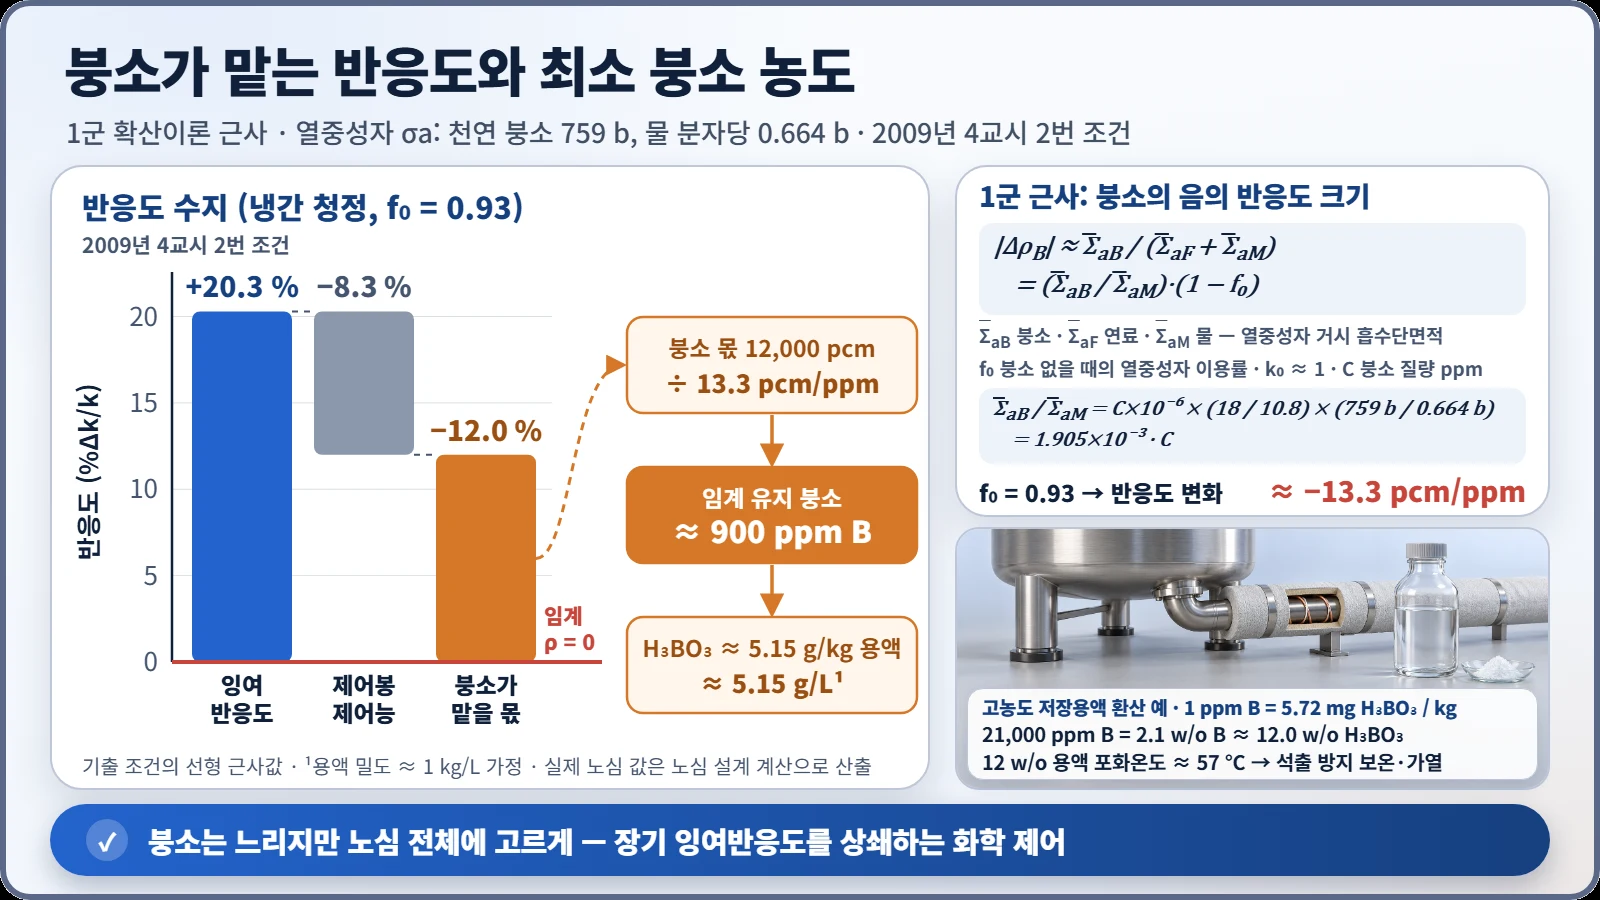 붕소가 맡는 반응도와 최소 붕소 농도
1군 확산이론 근사 · 열중성자 σa: 천연 붕소 759 b, 물 분자당 0.664 b · 2009년 4교시 2번 조건
반응도 수지 (냉간 청정, f₀ = 0.93)
2009년 4교시 2번 조건
+20.3 %
−8.3 %
−12.0 %
반응도 (%Δk/k)
20
15
10
5
0
임계
ρ = 0
잉여
반응도
제어봉
제어능
붕소가
맡을 몫
붕소 몫 12,000 pcm
÷ 13.3 pcm/ppm
임계 유지 붕소
≈ 900 ppm B
H₃BO₃ ≈ 5.15 g/kg 용액
≈ 5.15 g/L¹
기출 조건의 선형 근사값 · ¹용액 밀도 ≈ 1 kg/L 가정 · 실제 노심 값은 노심 설계 계산으로 산출
1군 근사: 붕소의 음의 반응도 크기
|Δρ_B| ≈ Σ̅_aB / (Σ̅_aF + Σ̅_aM)
= (Σ̅_aB / Σ̅_aM)·(1 − f₀)
Σ̅_aB 붕소 · Σ̅_aF 연료 · Σ̅_aM 물 — 열중성자 거시 흡수단면적
f₀ 붕소 없을 때의 열중성자 이용률 · k₀ ≈ 1 · C 붕소 질량 ppm
Σ̅_aB / Σ̅_aM = C×10⁻⁶ × (18 / 10.8) × (759 b / 0.664 b)
= 1.905×10⁻³ · C
f₀ = 0.93 → 반응도 변화 ≈ −13.3 pcm/ppm
고농도 저장용액 환산 예 · 1 ppm B = 5.72 mg H₃BO₃ / kg
21,000 ppm B = 2.1 w/o B ≈ 12.0 w/o H₃BO₃
12 w/o 용액 포화온도 ≈ 57 °C → 석출 방지 보온·가열
✓ 붕소는 느리지만 노심 전체에 고르게 — 장기 잉여반응도를 상쇄하는 화학 제어